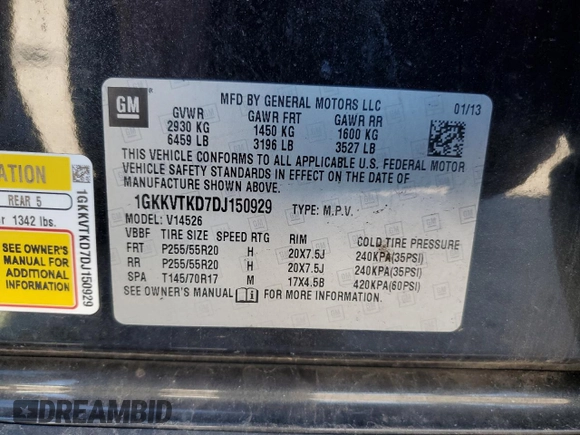 GM
MFD BY GENERAL MOTORS LLC
01/13
GVWR GAWR FRT GAWR RR
2930 KG 1450 KG 1600 KG
6459 LB 3196 LB 3527 LB
THIS VEHICLE CONFORMS TO ALL APPLICABLE U.S. FEDERAL MOTOR
VEHICLE SAFETY STANDARDS IN EFFECT ON THE DATE OF
MANUFACTURE SHOWN ABOVE.
1GKKVTKD7DJ150929 TYPE: M.P.V.
MODEL: V14526
VBBF TIRE SIZE SPEED RTG RIM COLD TIRE PRESSURE
FRT P255/55R20 H 20X7.5J 240KPA(35PSI)
RR P255/55R20 H 20X7.5J 240KPA(35PSI)
SPA T145/70R17 M 17X4.5B 420KPA(60PSI)
SEE OWNER'S MANUAL FOR MORE INFORMATION
ATION
REAR 5
r 1342 lbs.
SEE OWNER'S
MANUAL FOR
ADDITIONAL
INFORMATION
1GKKVTKD7DJ150929
DREAMBID